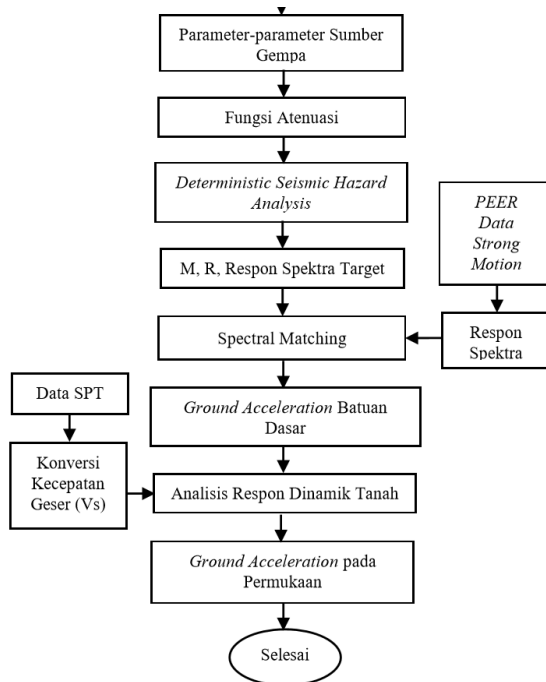 Parameter-parameter Sumber
Gempa
Fungsi Atenuasi
Deterministic Seismic Hazard
Analysis
PEER
Data
Strong
Motion
M, R, Respon Spektra Target
Spectral Matching
Respon
Spektra
Data SPT
Ground Acceleration Batuan
Dasar
Konversi
Kecepatan
Geser (Vs)
Analisis Respon Dinamik Tanah
Ground Acceleration pada
Permukaan
Selesai